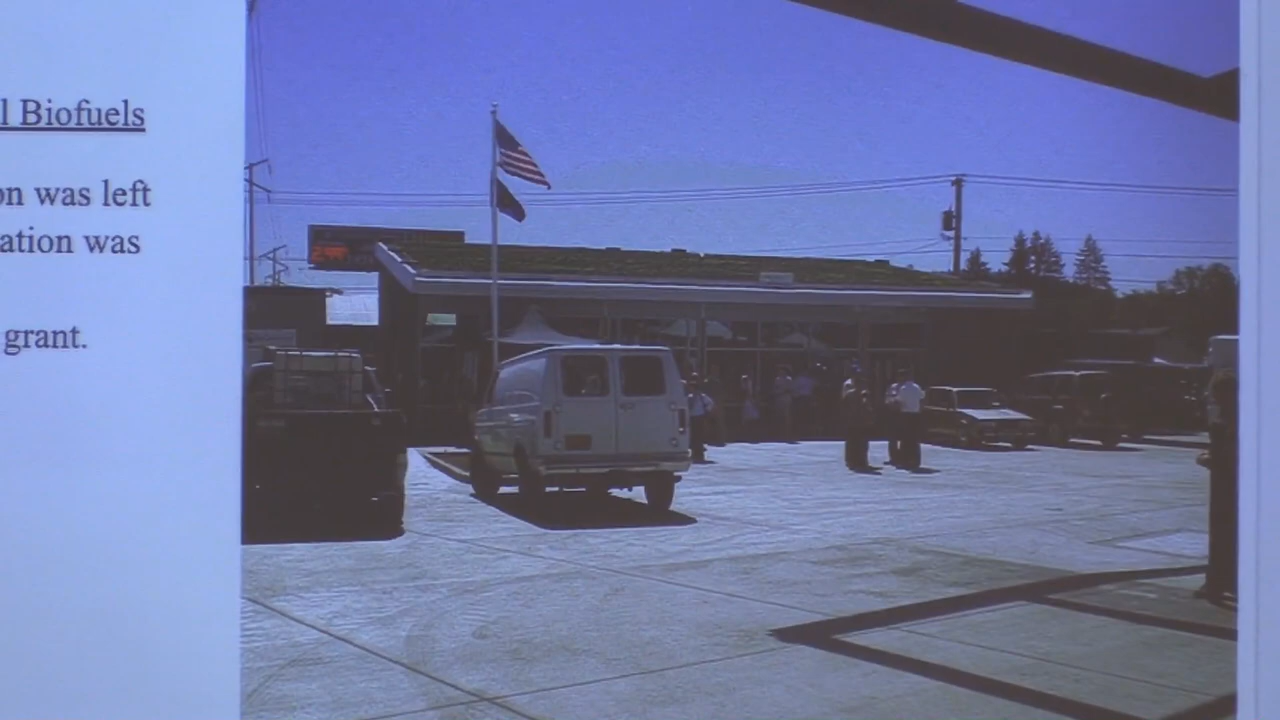 l Biofuels
on was left
ation was
grant.